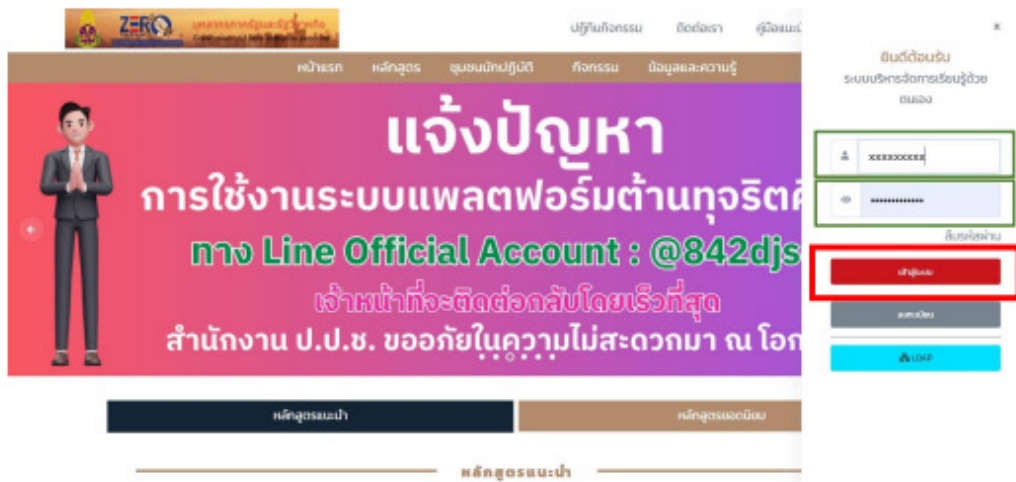 ZERO
ปฏิทินกิจกรรม ติดต่อเรา
หน้าแรก หลักสูตร ชุมชนนักปฏิบัติ กิจกรรม ข้อมูลและความรู้
×
ยินดีต้อนรับ
ระบบบริหารจัดการเรียนรู้ด้วย
ตนเอง
xxxxxxxxx
•••••••••••••
ลืมรหัสผ่าน
เข้าสู่ระบบ
ลงทะเบียน
LDAP
แจ้งปัญหา
การใช้งานระบบแพลตฟอร์มต้านทุจริต
ทาง Line Official Account : @842djs
เจ้าหน้าที่จะติดต่อกลับโดยเร็วที่สุด
สำนักงาน ป.ป.ช. ขออภัยในความไม่สะดวกมา ณ
หลักสูตรแนะนำ หลักสูตรยอดนิยม
หลักสูตรแนะนำ